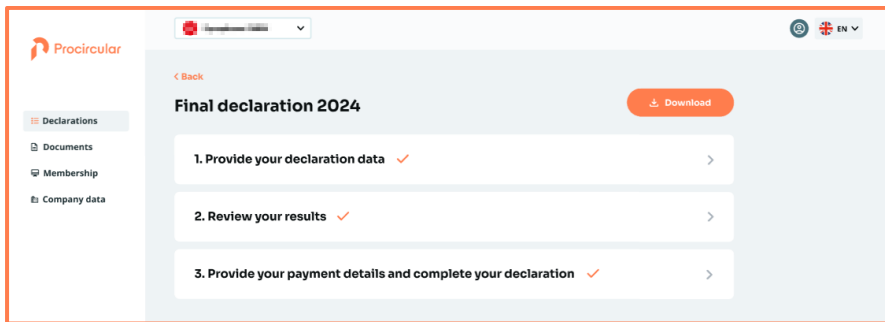 Procircular
EN
< Back
Final declaration 2024
Download
Declarations
Documents
Membership
Company data
1. Provide your declaration data
2. Review your results
3. Provide your payment details and complete your declaration